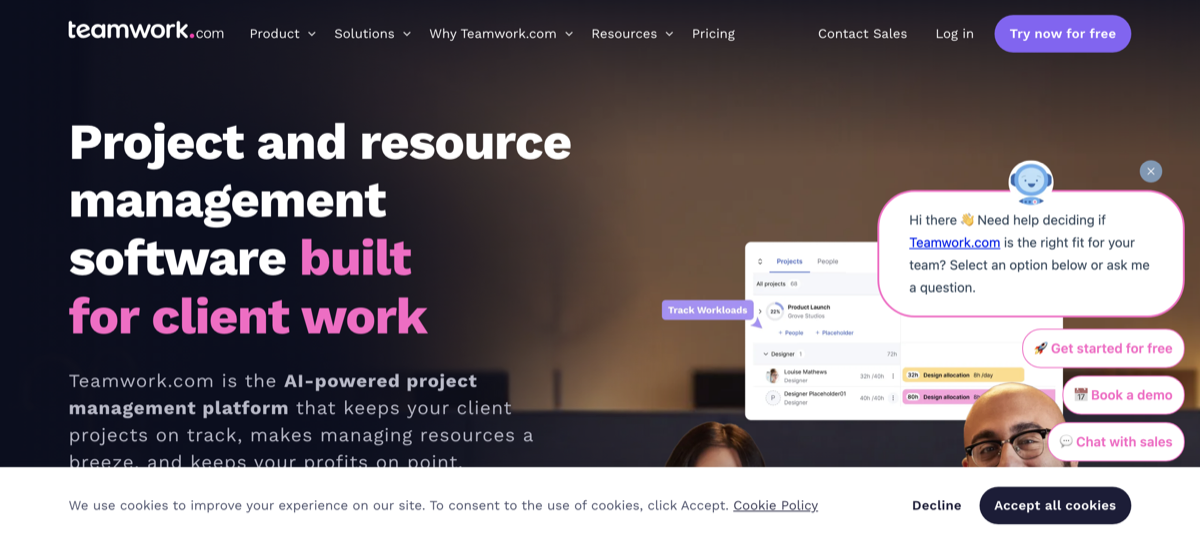 teamwork.com
Product
Solutions
Why Teamwork.com
Resources
Pricing
Contact Sales
Log in
Try now for free
Project and resource
management
software built
for client work
Teamwork.com is the AI-powered project
management platform that keeps your client
projects on track, makes managing resources a
breeze, and keeps your profits on point.
Track Workloads
Projects People
All projects 69
22% Product Launch
Grove Studios
+ People + Placeholder
Designer 1 72h
Louise Mathews
Designer
32h /40h
32h Design allocation 8h /day
P Designer Placeholder01
Designer
40h /40h
80h Design allocation
Hi there 👋 Need help deciding if
Teamwork.com is the right fit for your
team? Select an option below or ask me
a question.
🚀 Get started for free
📅 Book a demo
💬 Chat with sales
We use cookies to improve your experience on our site. To consent to the use of cookies, click Accept. Cookie Policy
Decline
Accept all cookies